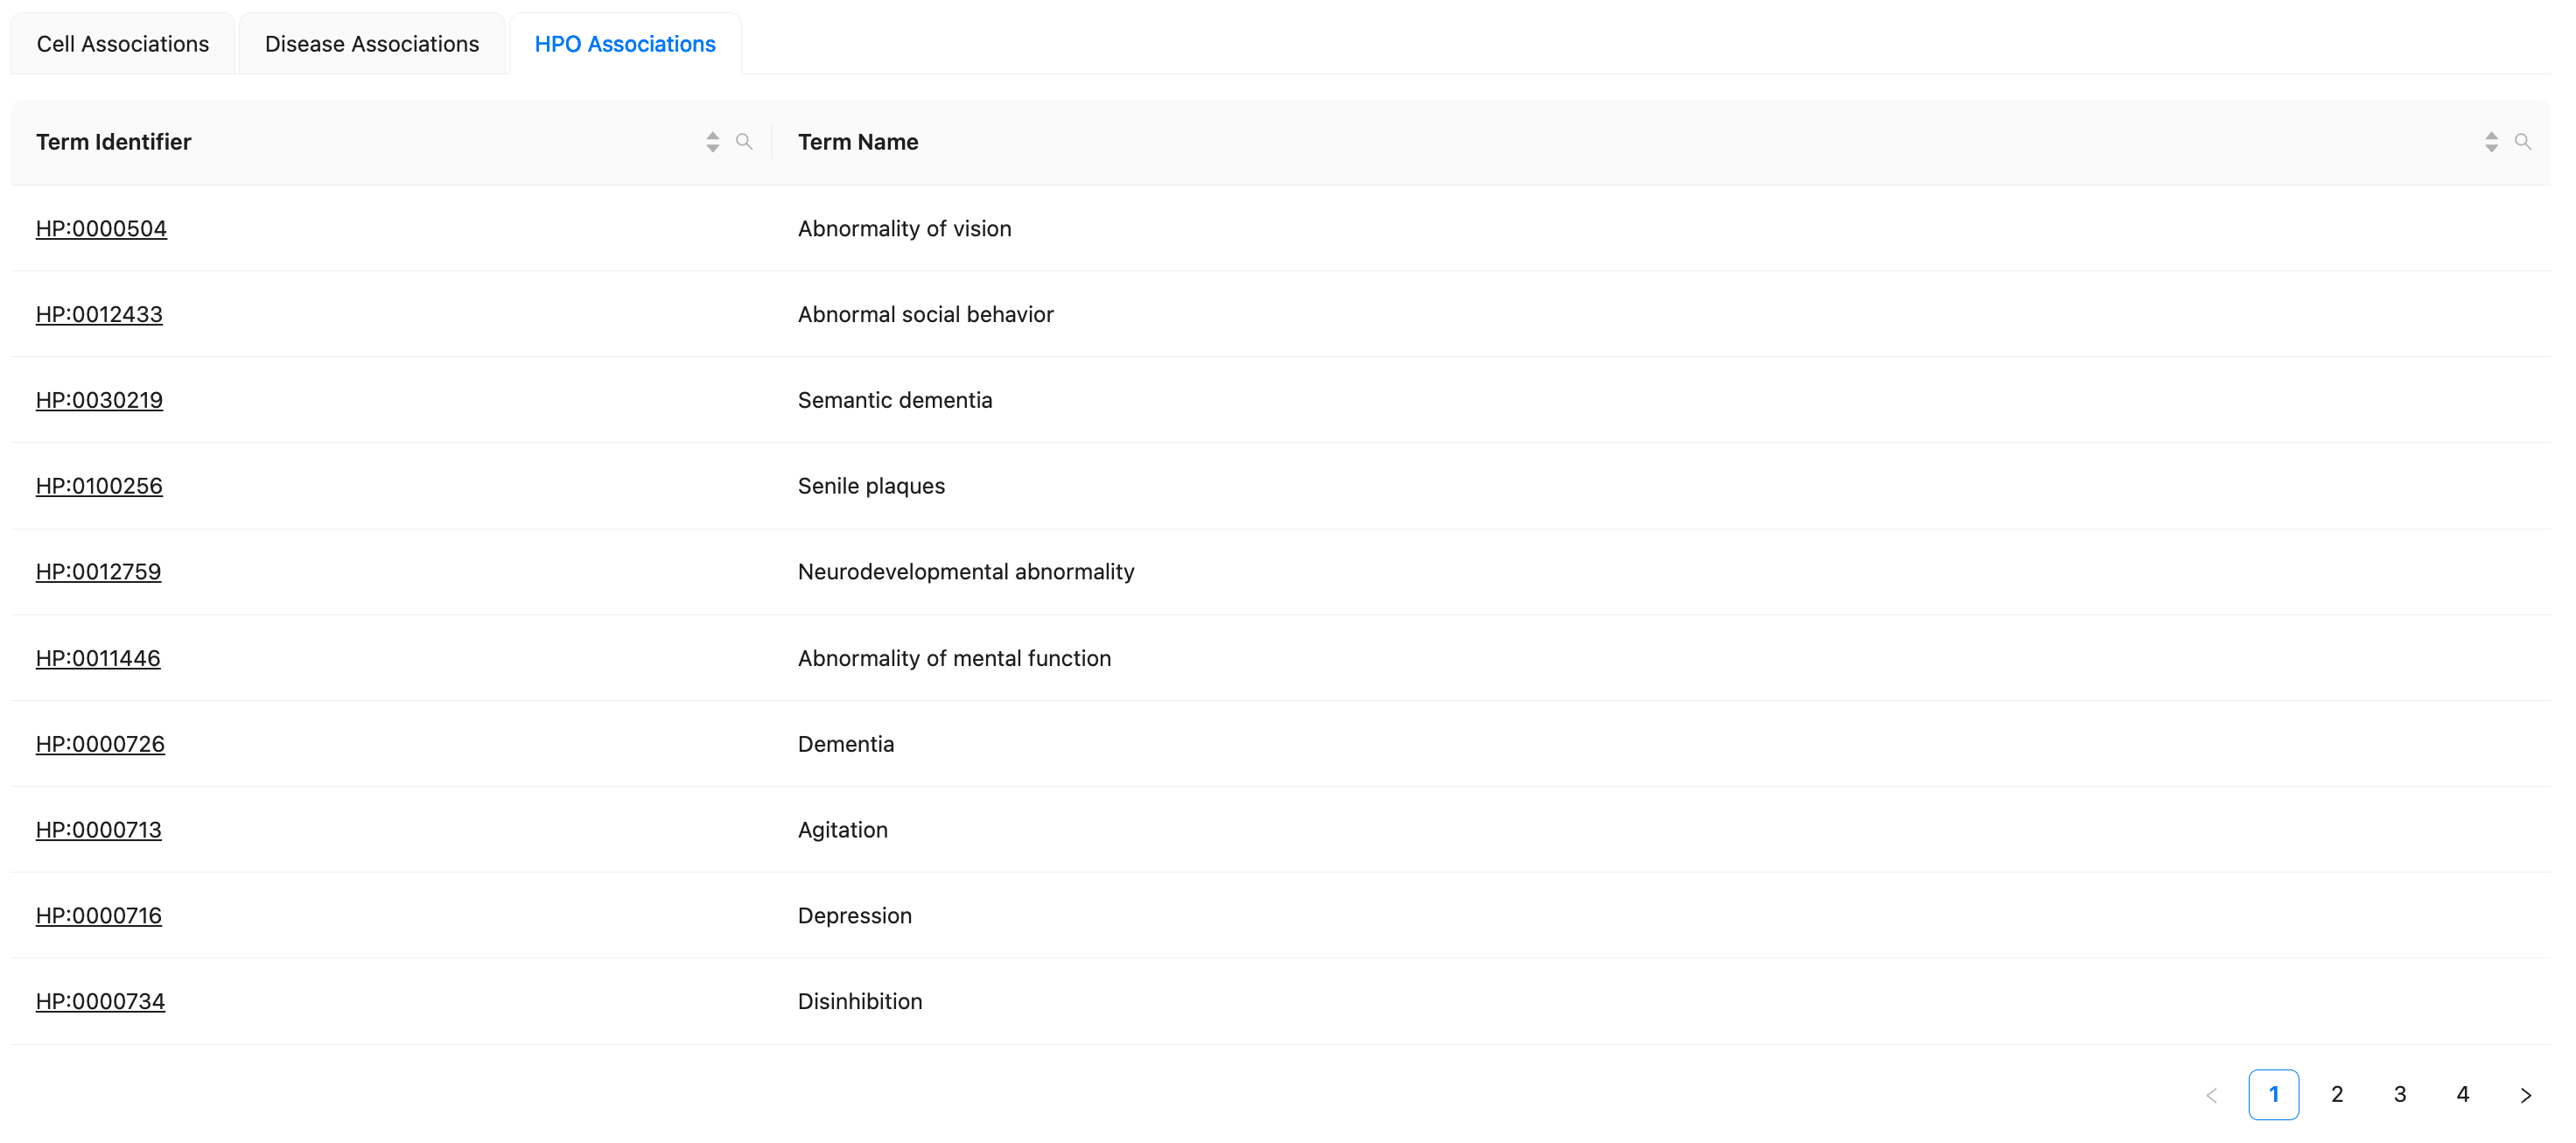 Cell Associations Disease Associations HPO Associations
Term Identifier Term Name
HP:0000504 Abnormality of vision
HP:0012433 Abnormal social behavior
HP:0030219 Semantic dementia
HP:0100256 Senile plaques
HP:0012759 Neurodevelopmental abnormality
HP:0011446 Abnormality of mental function
HP:0000726 Dementia
HP:0000713 Agitation
HP:0000716 Depression
HP:0000734 Disinhibition
< 1 2 3 4 >